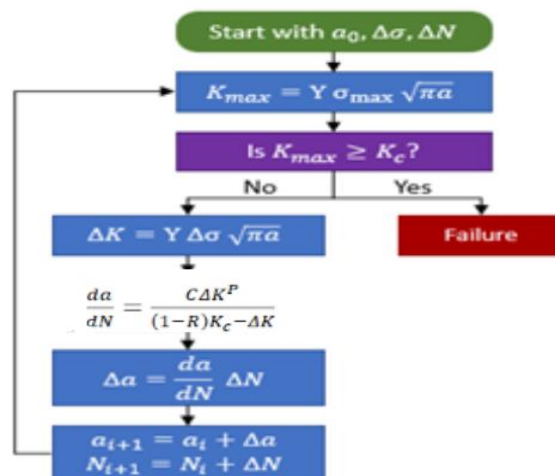 Start with a₀, Δσ, ΔN
K_max = Y σ_max √πa
Is K_max ≥ K_c?
No
Yes
ΔK = Y Δσ √πa
Failure
da/dN = CΔK^P / (1−R)K_c−ΔK
Δa = da/dN ΔN
a_{i+1} = a_i + Δa
N_{i+1} = N_i + ΔN